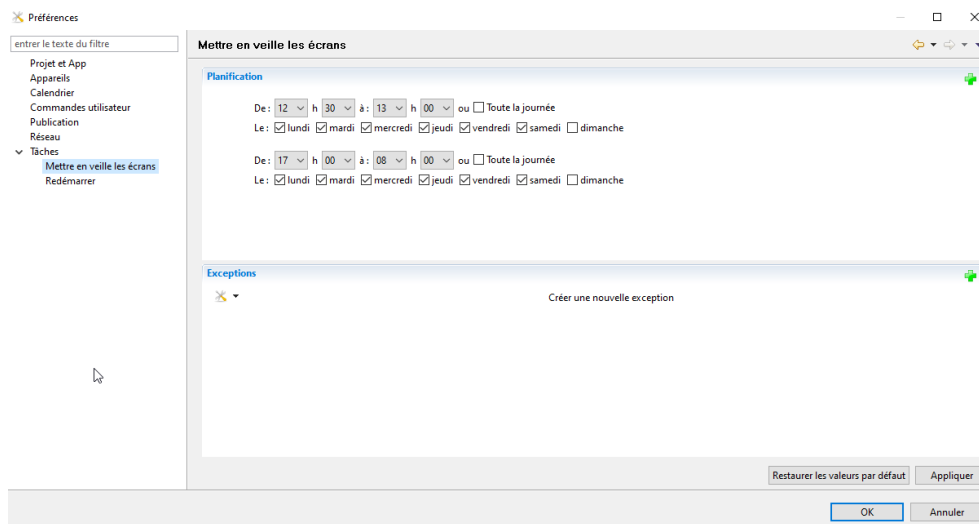 Préférences
entrer le texte du filtre
Projet et App
Appareils
Calendrier
Commandes utilisateur
Publication
Réseau
Tâches
Mettre en veille les écrans
Redémarrer
Mettre en veille les écrans
Planification
De : 12 h 30 à : 13 h 00 ou Toute la journée
Le : lundi mardi mercredi jeudi vendredi samedi dimanche
De : 17 h 00 à : 08 h 00 ou Toute la journée
Le : lundi mardi mercredi jeudi vendredi samedi dimanche
Exceptions
Créer une nouvelle exception
Restaurer les valeurs par défaut Appliquer
OK Annuler